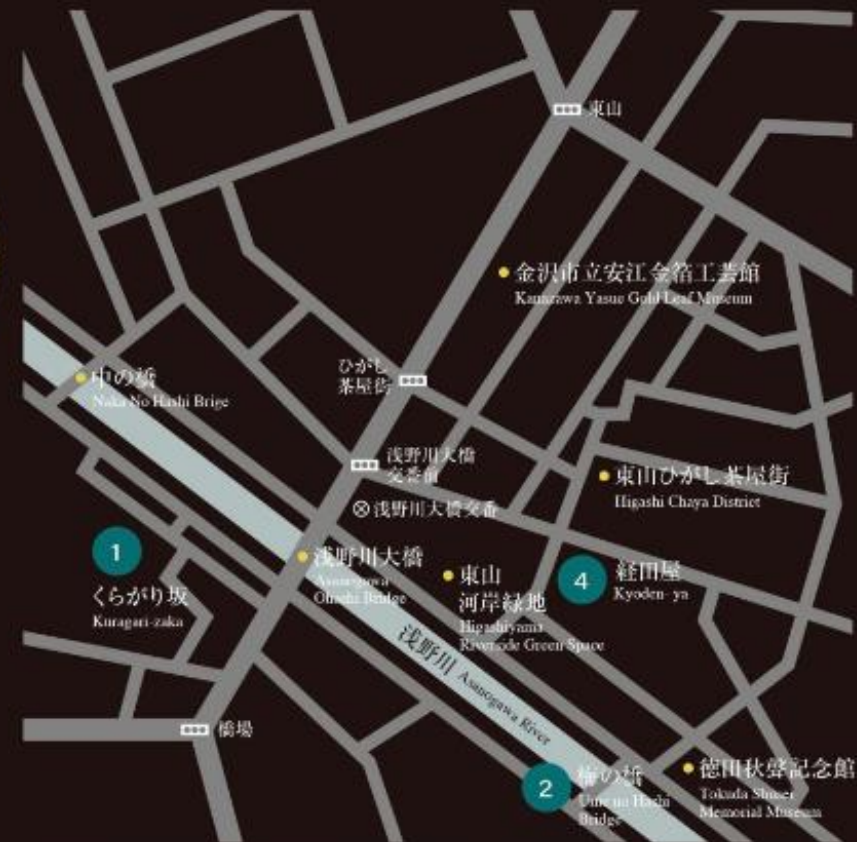 東山
金沢市立安江金箔工芸館
Kanazawa Yasue Gold Leaf Museum
ひがし
茶屋街
中の橋
Naka No Hashi Brige
浅野川大橋
交番前
浅野川大橋交番
東山ひがし茶屋街
Higashi Chaya District
1
くらがり坂
Kuragari-zaka
浅野川大橋
Asanogawa
Ohashi Bridge
東山
河岸緑地
Higashiyama
Riverside Green Space
4
経田屋
Kyoden- ya
浅野川 Asanogawa River
橋場
2
梅の橋
Ume no Hashi
Bridge
徳田秋聲記念館
Tokuda Shusei
Memorial Museum